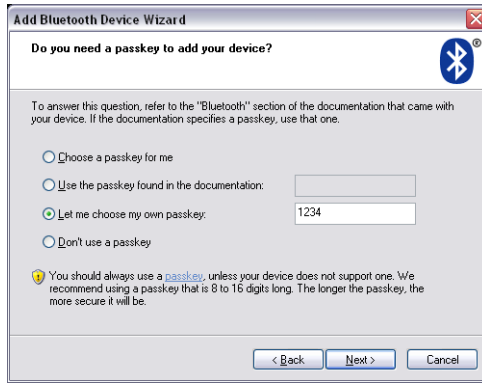 Add Bluetooth Device Wizard
Do you need a passkey to add your device?
®
To answer this question, refer to the "Bluetooth" section of the documentation that came with
your device. If the documentation specifies a passkey, use that one.
Choose a passkey for me
Use the passkey found in the documentation:
Let me choose my own passkey: 1234
Don't use a passkey
You should always use a passkey, unless your device does not support one. We
recommend using a passkey that is 8 to 16 digits long. The longer the passkey, the
more secure it will be.
< Back Next > Cancel